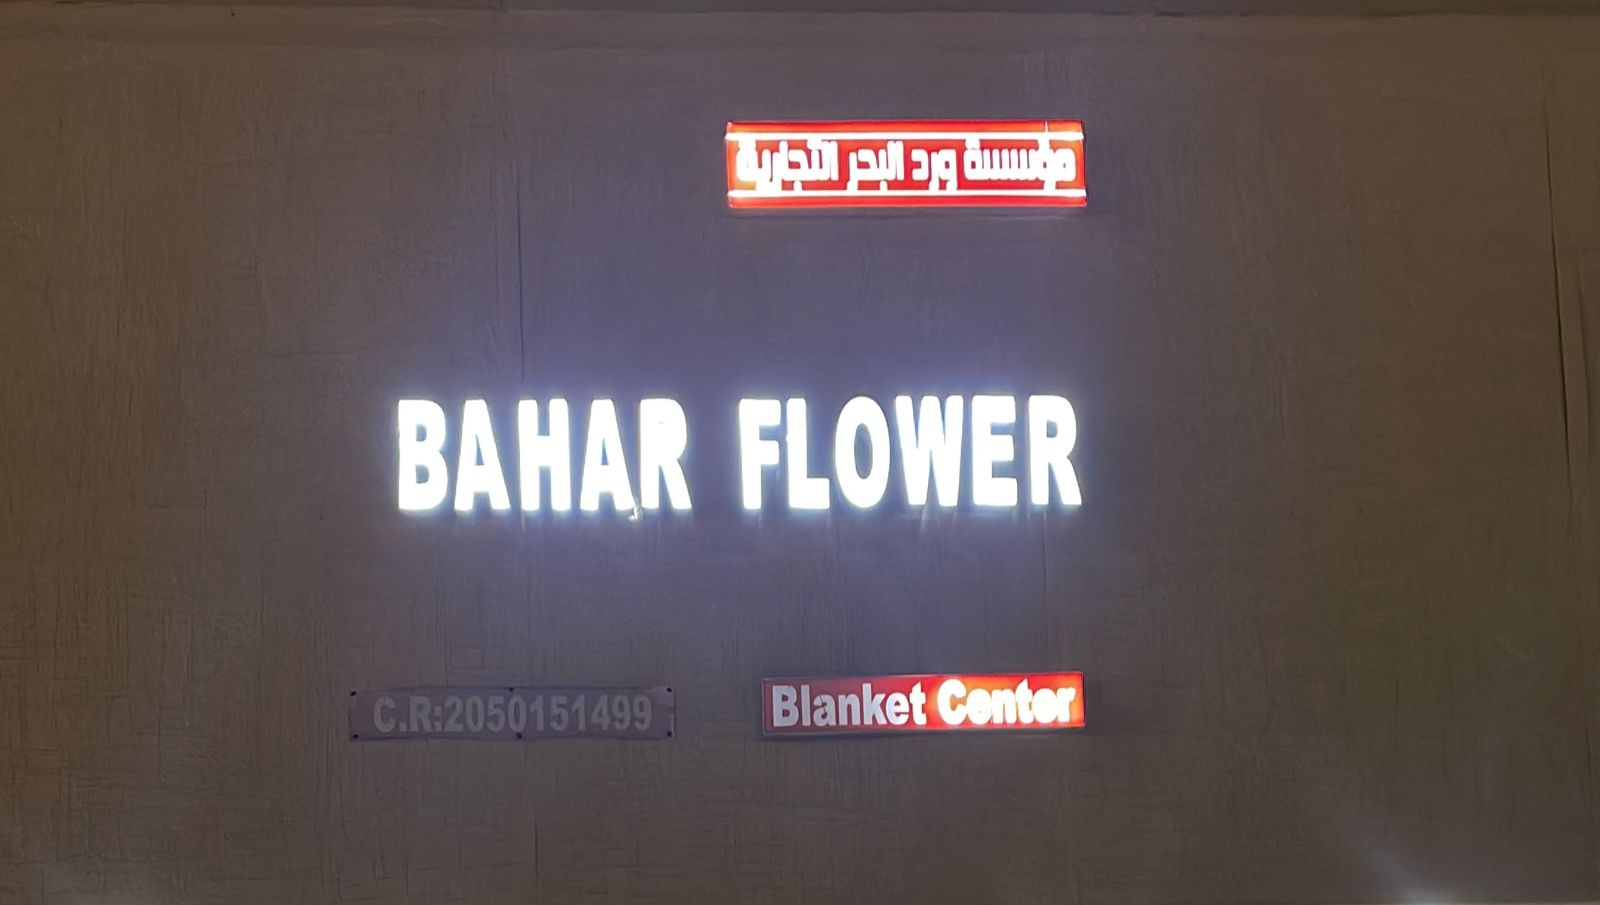 مؤسسة ورد البحر التجارية
BAHAR FLOWER
C.R:2050151499
Blanket Center